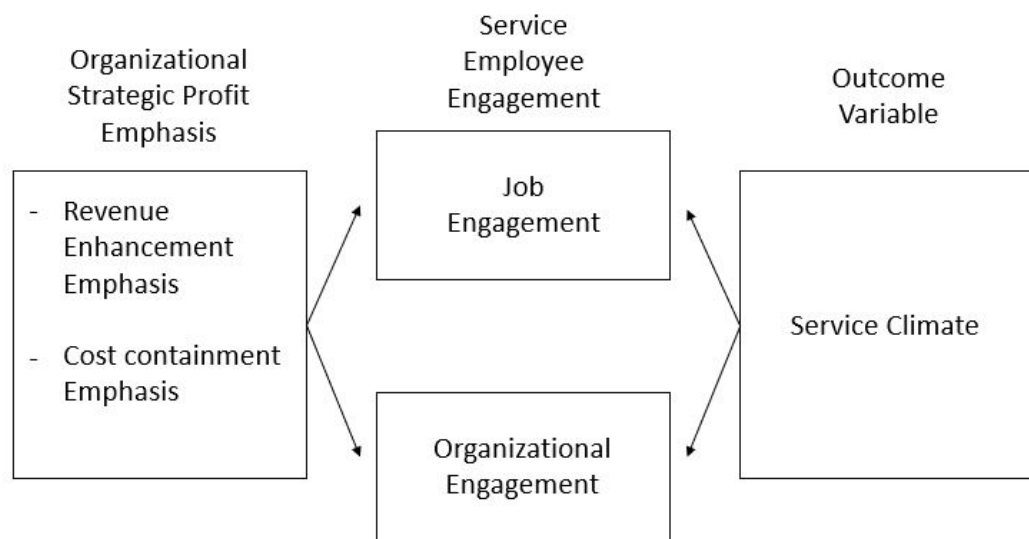 Organizational
Strategic Profit
Emphasis
Service
Employee
Engagement
Outcome
Variable
- Revenue
Enhancement
Emphasis
- Cost containment
Emphasis
Job
Engagement
Organizational
Engagement
Service Climate